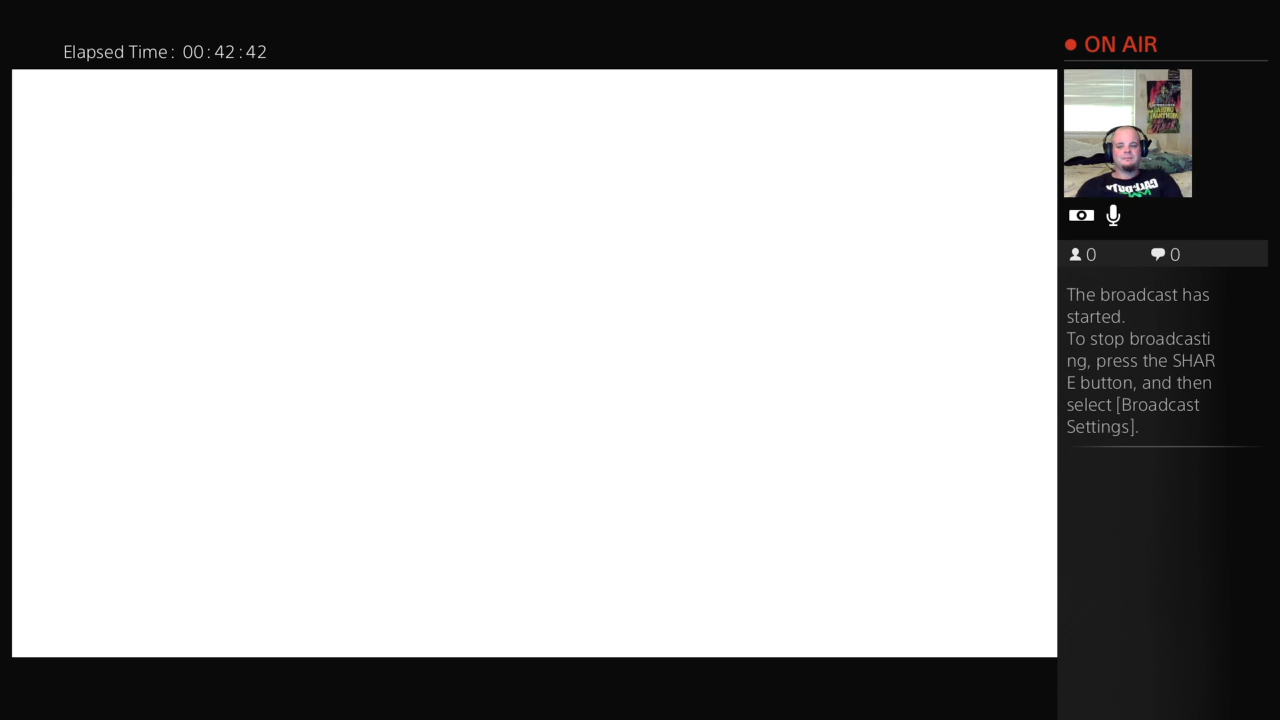 Elapsed Time: 00:42:42
ON AIR
0
0
The broadcast has
started.
To stop broadcasti
ng, press the SHAR
E button, and then
select [Broadcast
Settings].